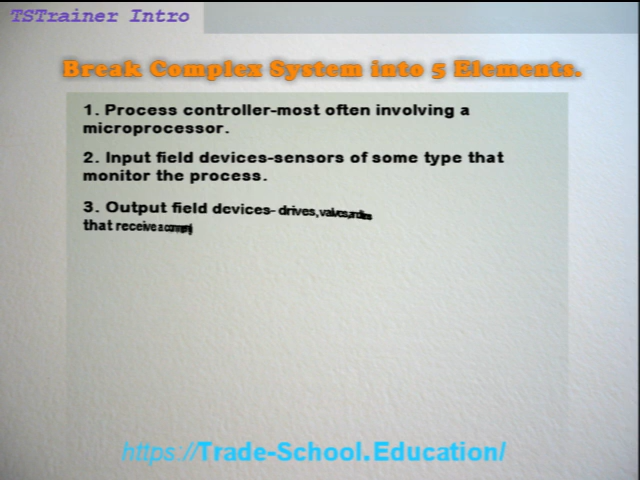 TSTrainer Intro
Break Complex System into 5 Elements.
1. Process controller-most often involving a
microprocessor.
2. Input field devices-sensors of some type that
monitor the process.
3. Output field devices- drives, valves,
that receive a
https://Trade-School.Education/